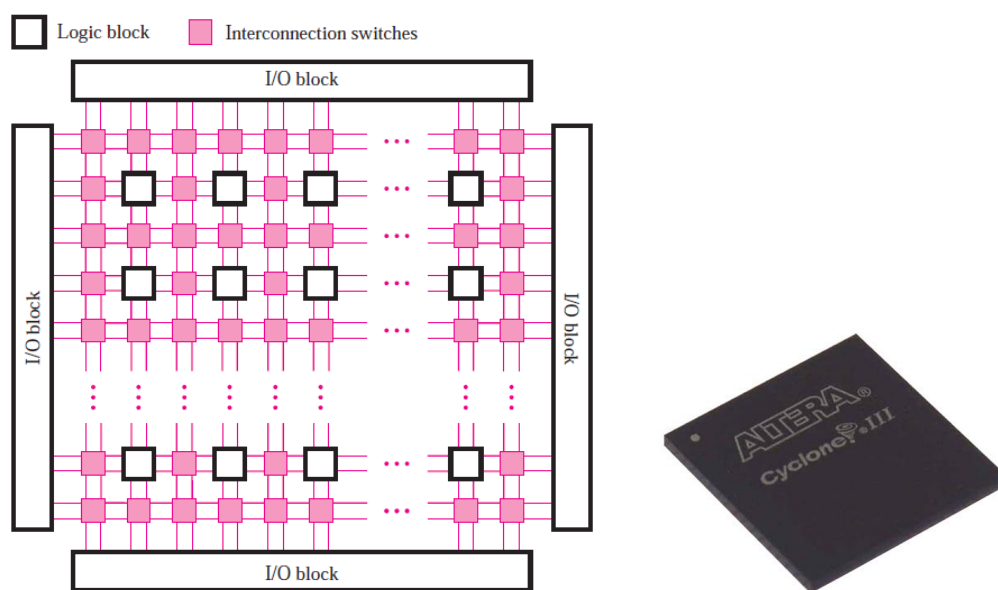 Logic block
Interconnection switches
I/O block
I/O block
I/O block
I/O block
ALTERA®
Cyclone® III